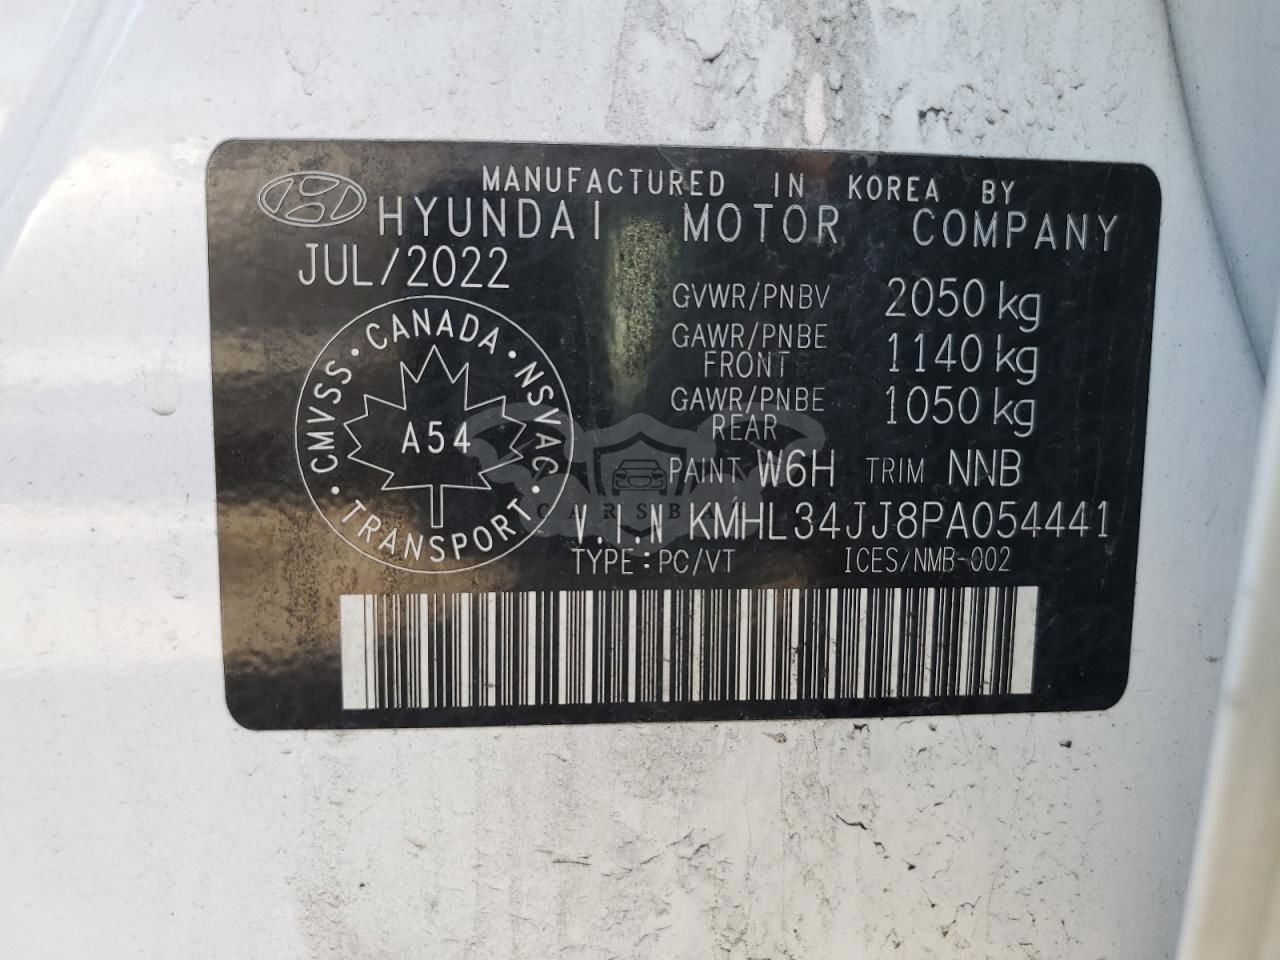 MANUFACTURED IN KOREA BY
HYUNDAI MOTOR COMPANY
JUL/2022
GVWR/PNBV 2050 kg
GAWR/PNBE FRONT 1140 kg
GAWR/PNBE REAR 1050 kg
CANADA · NSVAC · TRANSPORT · CMVSS ·
A54
PAINT W6H TRIM NNB
V.I.N KMHL34JJ8PA054441
TYPE:PC/VT ICES/NMB-002